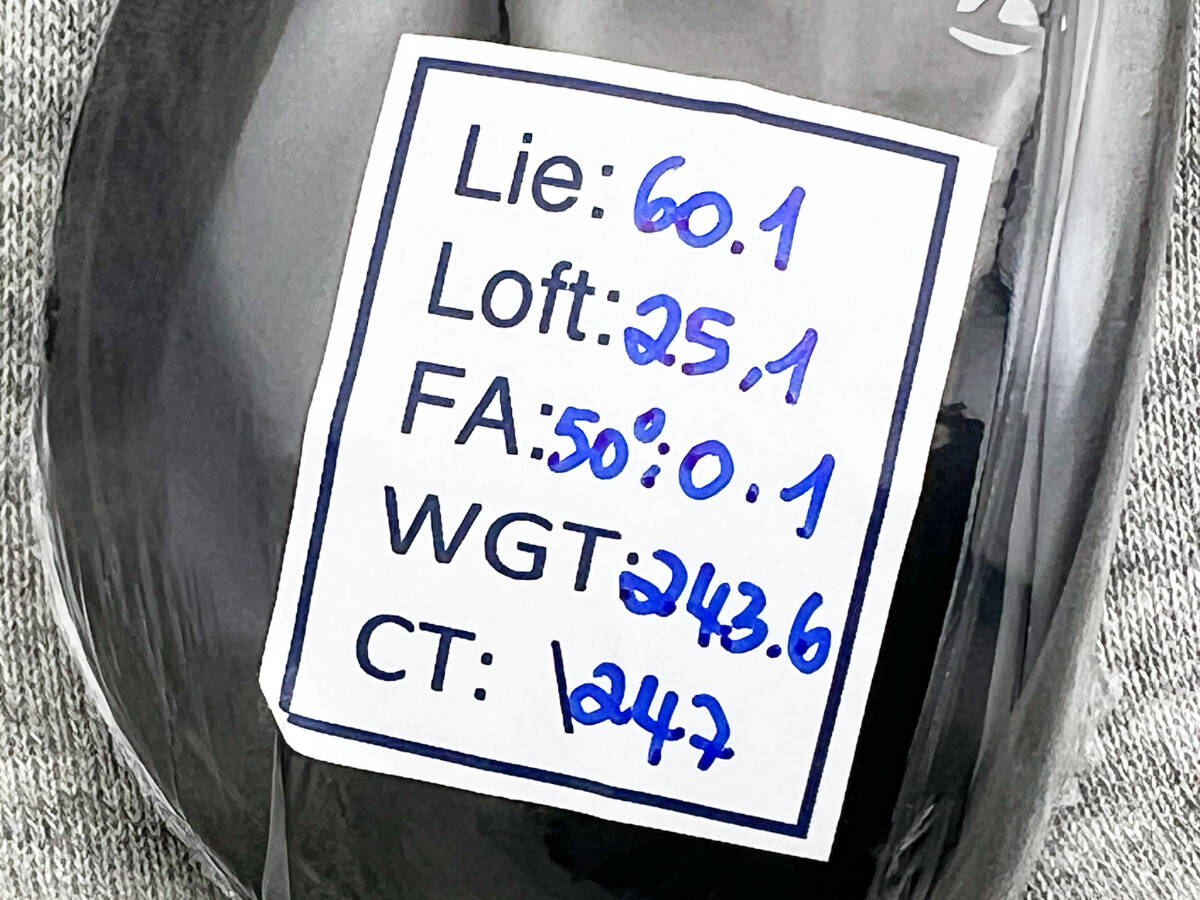 Lie: 60.1
Loft: 25.1
FA: 50°: 0.1
WGT: 243.6
CT: \247